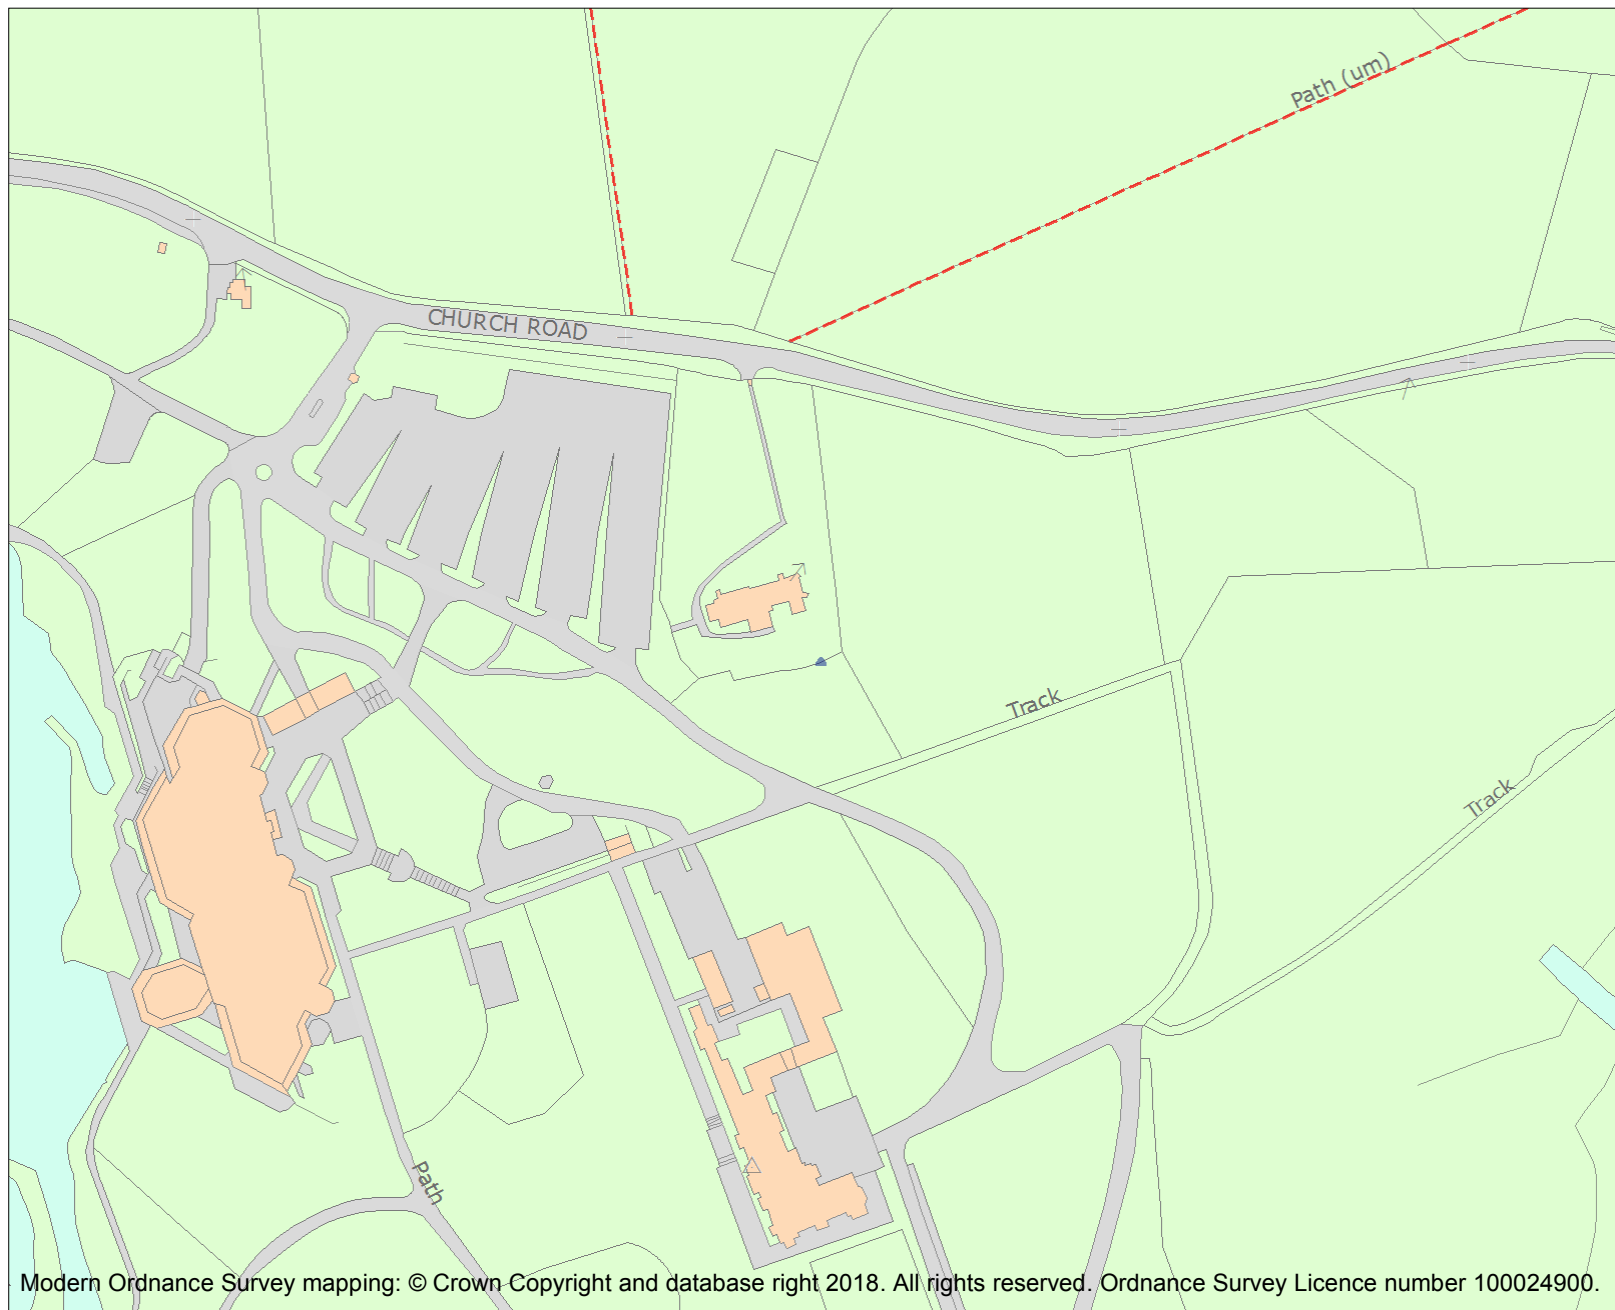 Path (um)
CHURCH ROAD
Track
Track
Path
Modern Ordnance Survey mapping: © Crown Copyright and database right 2018. All rights reserved. Ordnance Survey Licence number 100024900.